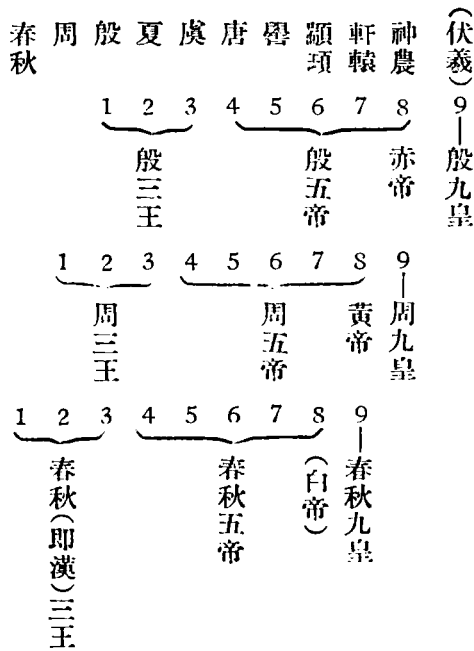 (伏羲) 9—殷九皇
神農 8 赤帝 9—周九皇
軒轅 7 8 黃帝 9—春秋九皇
顓頊 6 殷五帝 7 8 (白帝)
嚳 5 6 周五帝 7
唐 4 5 6 春秋五帝
虞 3 4 5
夏 2 殷三王 3 4
殷 1 2 周三王 3
周 1 2 春秋(即漢)三王
春秋 1